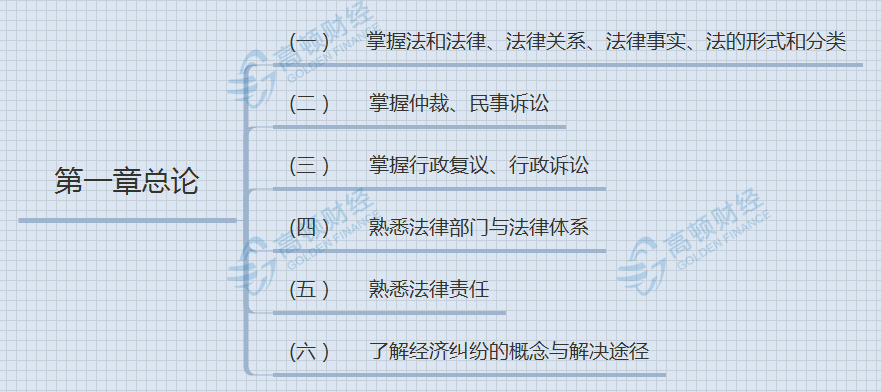 (一） 掌握法和法律、法律关系、法律事实、法的形式和分类
(二） 掌握仲裁、民事诉讼
(三） 掌握行政复议、行政诉讼
第一章总论
(四） 熟悉法律部门与法律体系
(五） 熟悉法律责任
(六） 了解经济纠纷的概念与解决途径
高顿财经
GOLDEN FINANCE
高顿财经
GOLDEN FINANCE
高顿财经
GOLDEN FINANCE